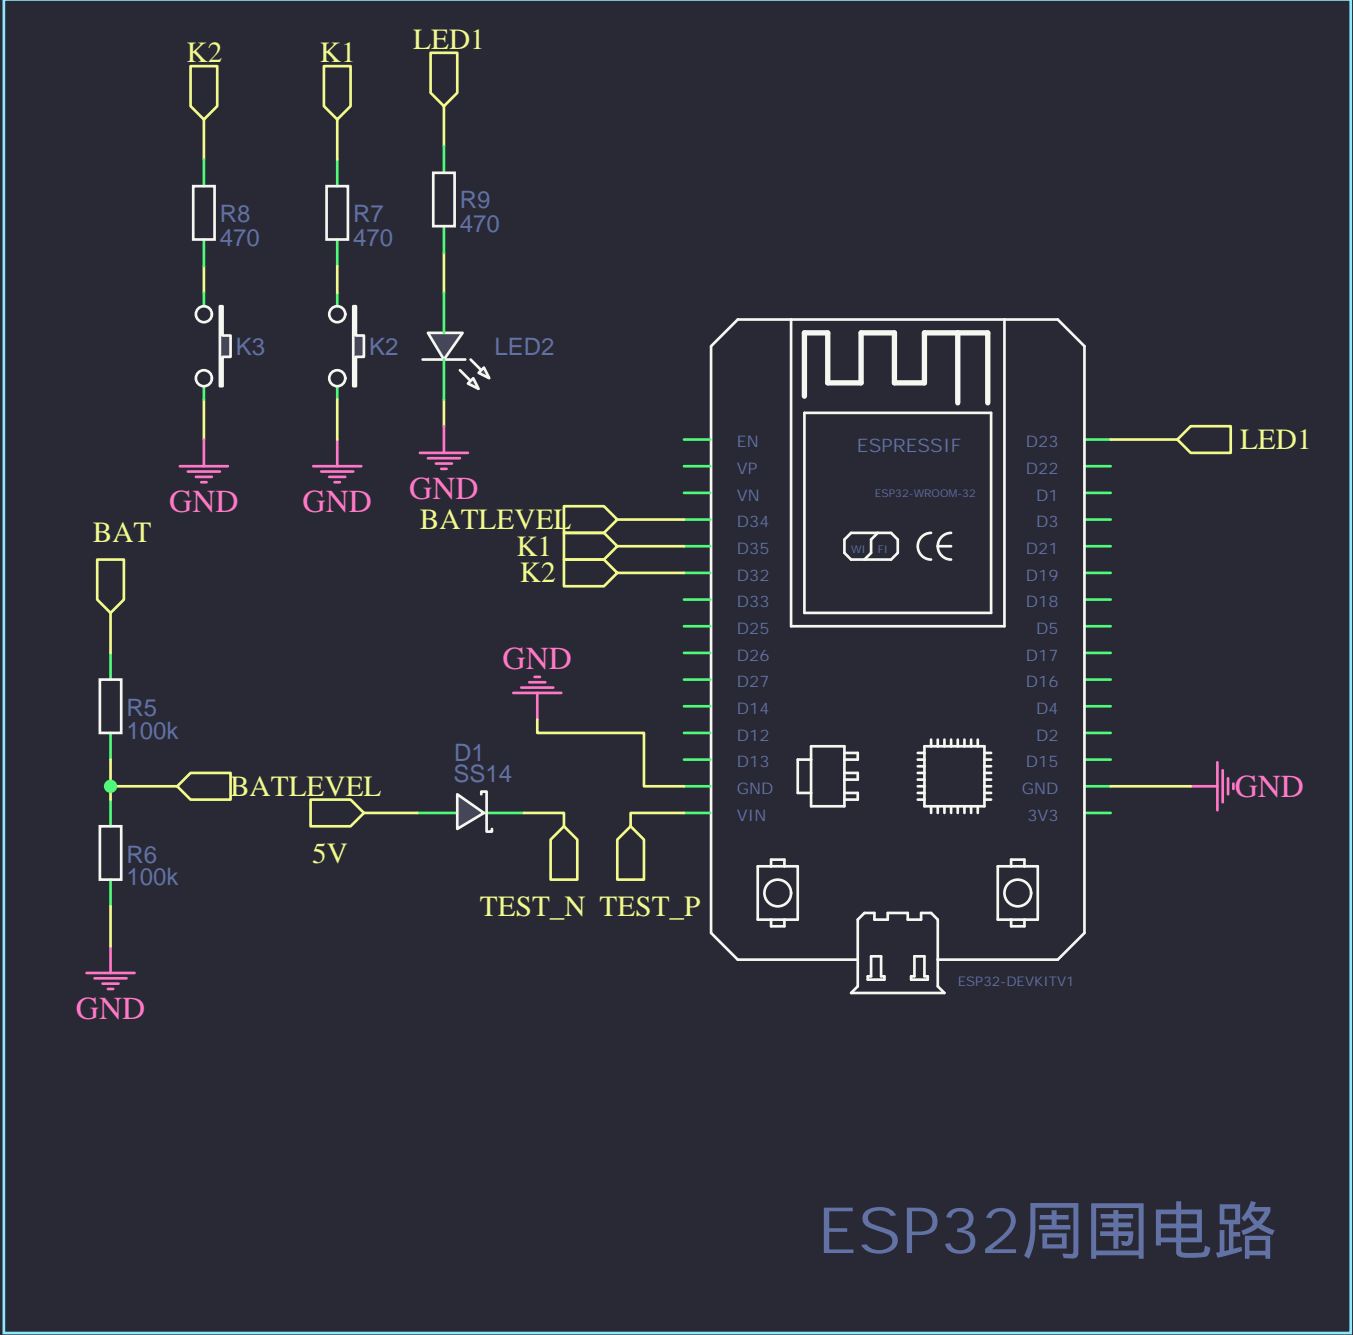 K2
K1
LED1
R8
470
R7
470
R9
470
K3
K2
LED2
GND
GND
GND
BATLEVEL
K1
K2
BAT
R5
100k
BATLEVEL
R6
100k
GND
GND
D1
SS14
5V
TEST_N
TEST_P
EN
VP
VN
D34
D35
D32
D33
D25
D26
D27
D14
D12
D13
GND
VIN
ESPRESSIF
ESP32-WROOM-32
WI FI
CE
D23
D22
D1
D3
D21
D19
D18
D5
D17
D16
D4
D2
D15
GND
3V3
LED1
GND
ESP32-DEVKITV1
ESP32周围电路